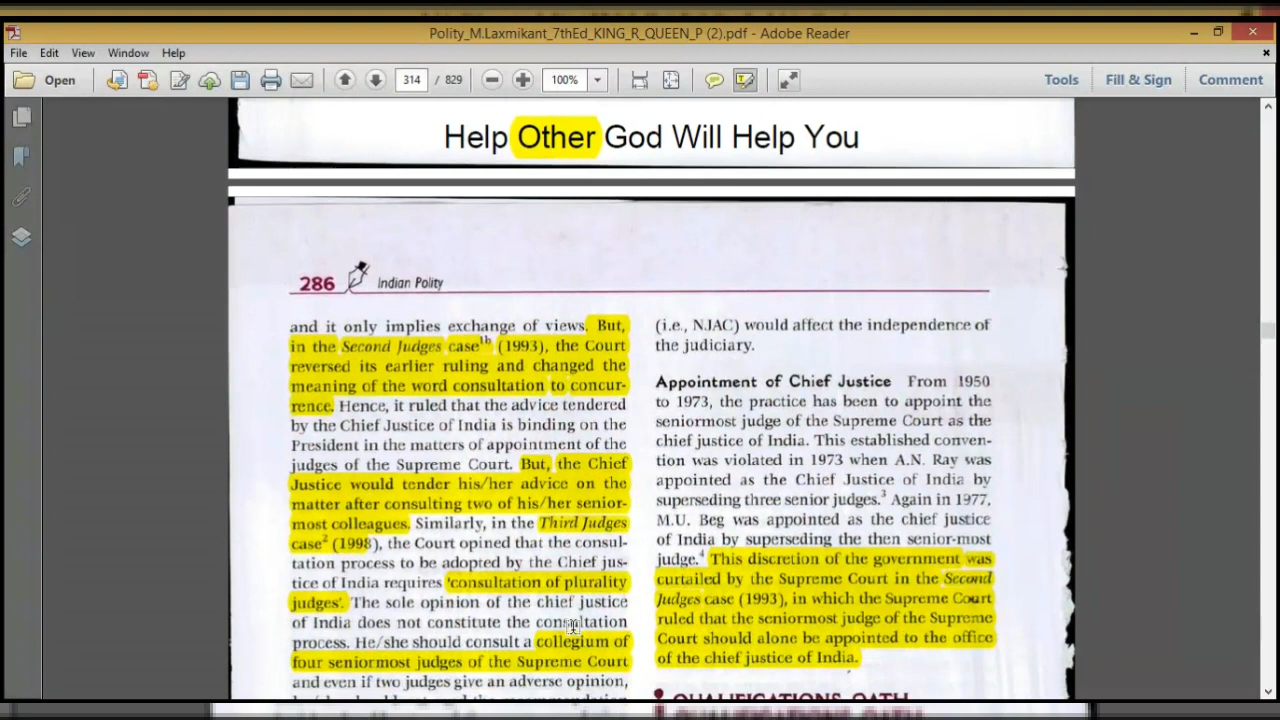 Polity_M.Laxmikant_7thEd_KING_R_QUEEN_P (2).pdf - Adobe Reader
File Edit View Window Help
Open 314 / 829 100% Tools Fill & Sign Comment
Help Other God Will Help You
286 Indian Polity
and it only implies exchange of views. But,
in the Second Judges case1b (1993), the Court
reversed its earlier ruling and changed the
meaning of the word consultation to concur-
rence. Hence, it ruled that the advice tendered
by the Chief Justice of India is binding on the
President in the matters of appointment of the
judges of the Supreme Court. But, the Chief
Justice would tender his/her advice on the
matter after consulting two of his/her senior-
most colleagues. Similarly, in the Third Judges
case2 (1998), the Court opined that the consul-
tation process to be adopted by the Chief jus-
tice of India requires 'consultation of plurality
judges'. The sole opinion of the chief justice
of India does not constitute the consultation
process. He/she should consult a collegium of
four seniormost judges of the Supreme Court
and even if two judges give an adverse opinion,
(i.e., NJAC) would affect the independence of
the judiciary.
Appointment of Chief Justice From 1950
to 1973, the practice has been to appoint the
seniormost judge of the Supreme Court as the
chief justice of India. This established conven-
tion was violated in 1973 when A.N. Ray was
appointed as the Chief Justice of India by
superseding three senior judges.3 Again in 1977,
M.U. Beg was appointed as the chief justice
of India by superseding the then senior-most
judge.4 This discretion of the government was
curtailed by the Supreme Court in the Second
Judges case (1993), in which the Supreme Court
ruled that the seniormost judge of the Supreme
Court should alone be appointed to the office
of the chief justice of India.
QUALIFICATIONS, OATH